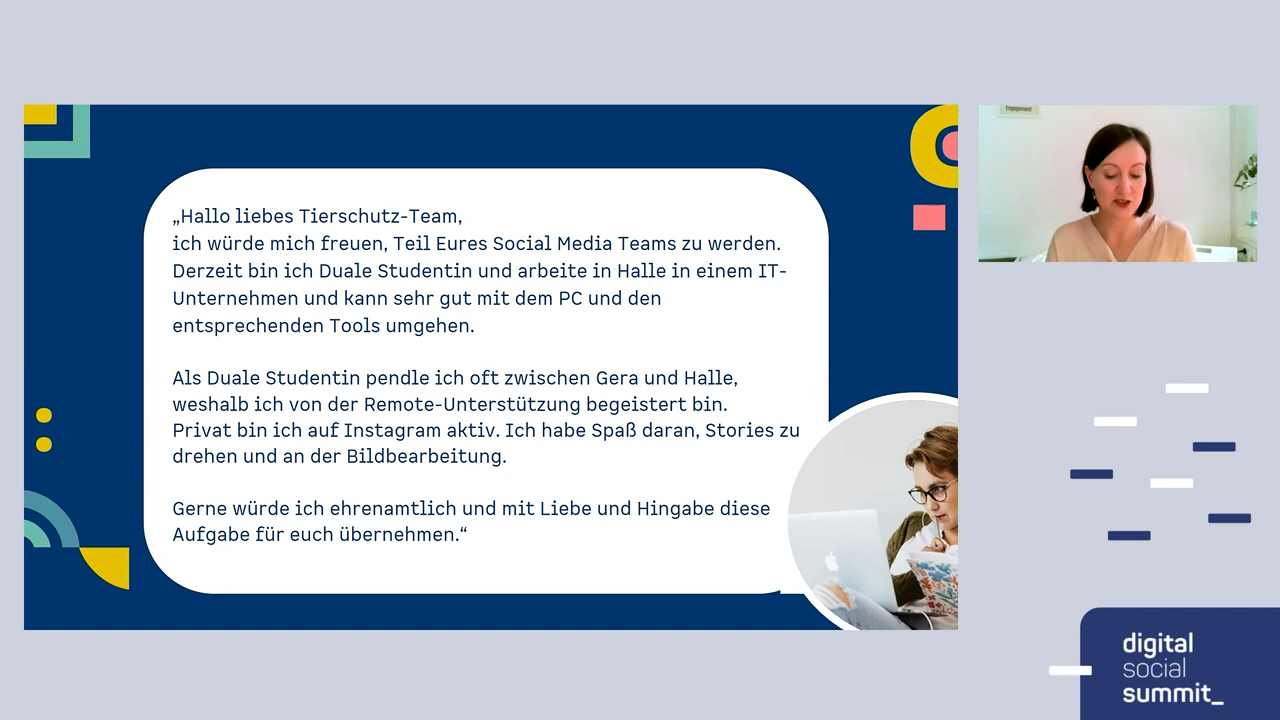 „Hallo liebes Tierschutz-Team,
ich würde mich freuen, Teil Eures Social Media Teams zu werden.
Derzeit bin ich Duale Studentin und arbeite in Halle in einem IT-
Unternehmen und kann sehr gut mit dem PC und den
entsprechenden Tools umgehen.
Als Duale Studentin pendle ich oft zwischen Gera und Halle,
weshalb ich von der Remote-Unterstützung begeistert bin.
Privat bin ich auf Instagram aktiv. Ich habe Spaß daran, Stories zu
drehen und an der Bildbearbeitung.
Gerne würde ich ehrenamtlich und mit Liebe und Hingabe diese
Aufgabe für euch übernehmen.“
Engagement
digital
social
summit_